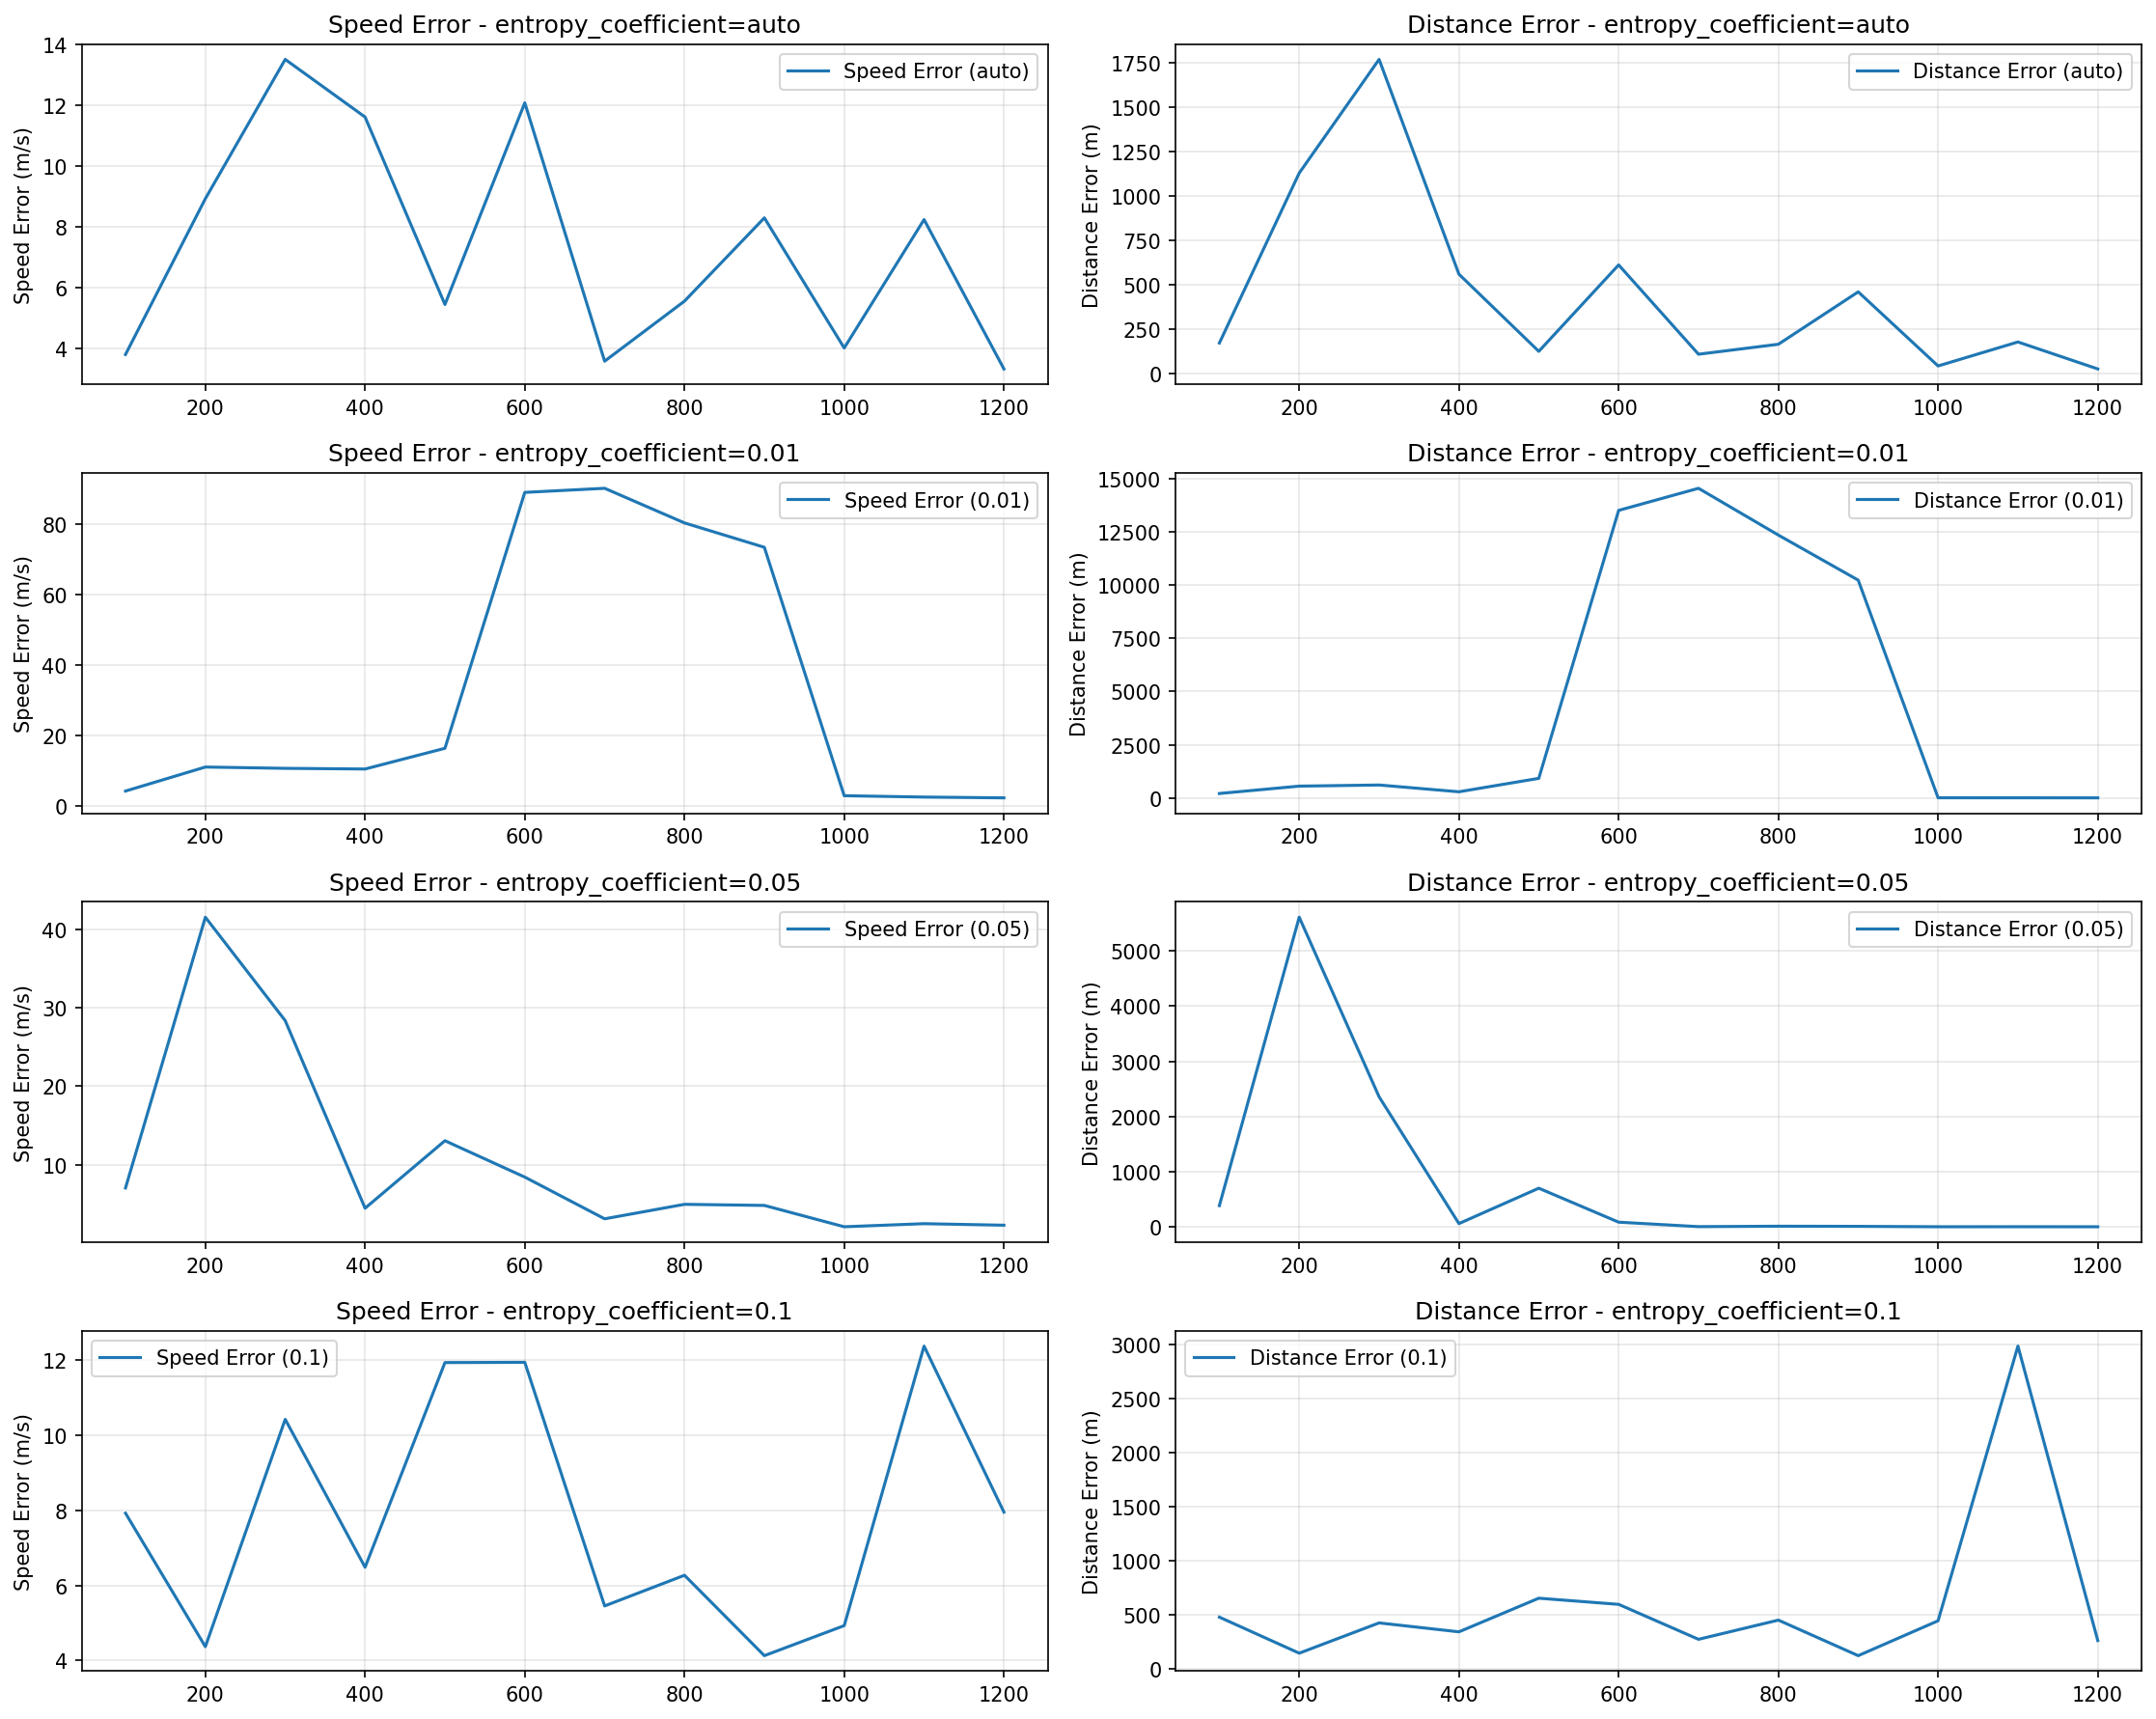 Speed Error - entropy_coefficient=auto
Speed Error (m/s)
14
12
10
8
6
4
Speed Error (auto)
200 400 600 800 1000 1200
Distance Error - entropy_coefficient=auto
Distance Error (m)
1750
1500
1250
1000
750
500
250
0
Distance Error (auto)
200 400 600 800 1000 1200
Speed Error - entropy_coefficient=0.01
Speed Error (m/s)
80
60
40
20
0
Speed Error (0.01)
200 400 600 800 1000 1200
Distance Error - entropy_coefficient=0.01
Distance Error (m)
15000
12500
10000
7500
5000
2500
0
Distance Error (0.01)
200 400 600 800 1000 1200
Speed Error - entropy_coefficient=0.05
Speed Error (m/s)
40
30
20
10
Speed Error (0.05)
200 400 600 800 1000 1200
Distance Error - entropy_coefficient=0.05
Distance Error (m)
5000
4000
3000
2000
1000
0
Distance Error (0.05)
200 400 600 800 1000 1200
Speed Error - entropy_coefficient=0.1
Speed Error (m/s)
12
10
8
6
4
Speed Error (0.1)
200 400 600 800 1000 1200
Distance Error - entropy_coefficient=0.1
Distance Error (m)
3000
2500
2000
1500
1000
500
0
Distance Error (0.1)
200 400 600 800 1000 1200